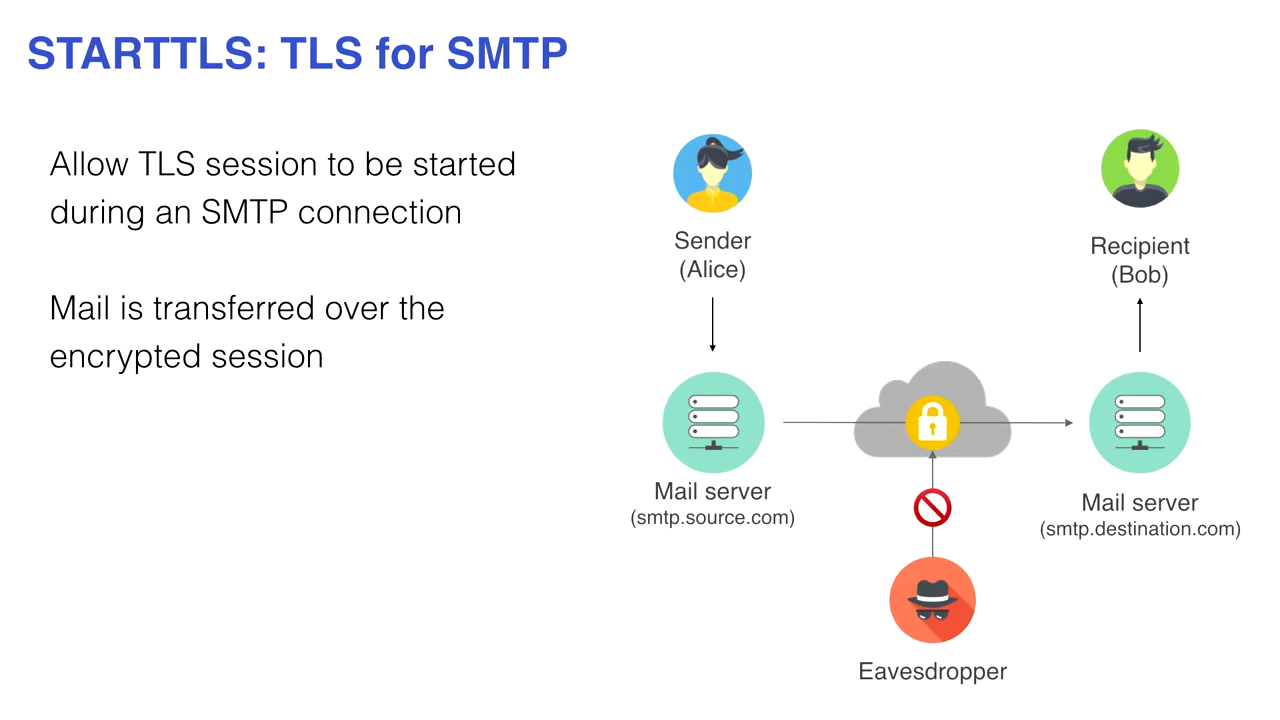 STARTTLS: TLS for SMTP
Allow TLS session to be started
during an SMTP connection
Mail is transferred over the
encrypted session
Sender
(Alice)
Recipient
(Bob)
Mail server
(smtp.source.com)
Mail server
(smtp.destination.com)
Eavesdropper